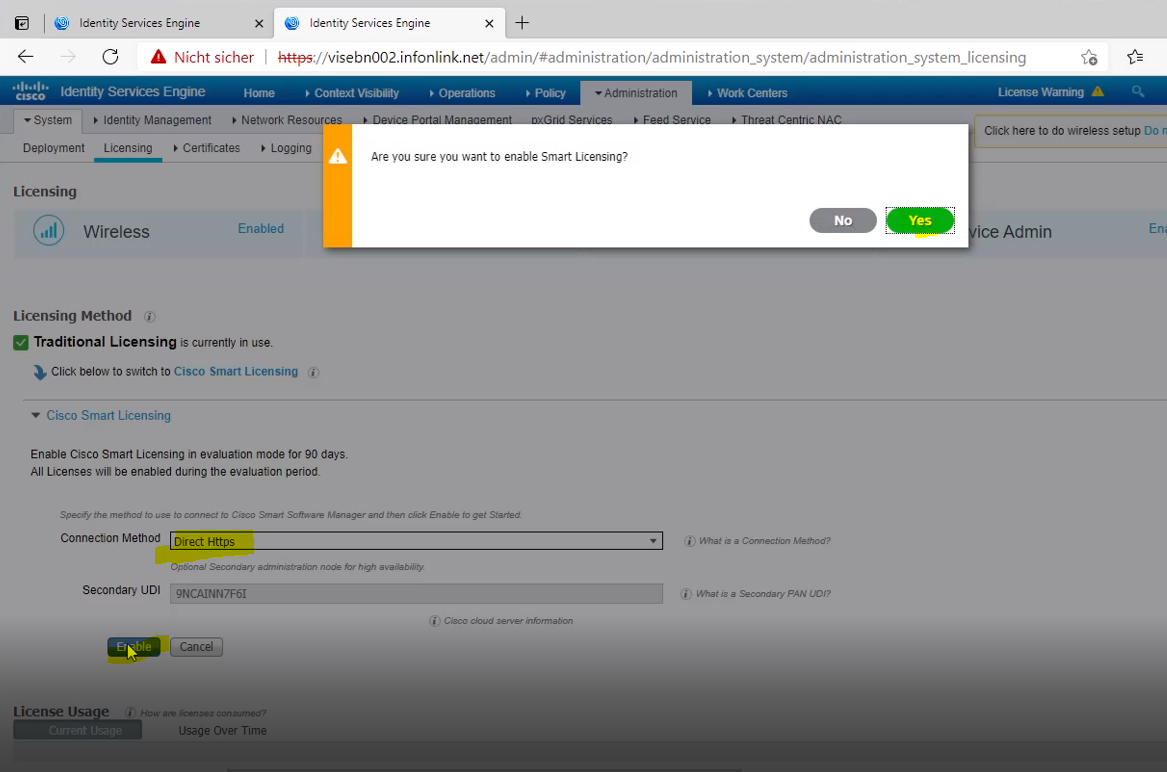 Identity Services Engine
Identity Services Engine
Nicht sicher https://visebn002.infonlink.net/admin/#administration/administration_system/administration_system_licensing
CISCO Identity Services Engine Home Context Visibility Operations Policy Administration Work Centers License Warning
System Identity Management Network Resources Device Portal Management pxGrid Services Feed Service Threat Centric NAC
Click here to do wireless setup Do n
Deployment Licensing Certificates Logging
Are you sure you want to enable Smart Licensing?
No Yes
Licensing
Wireless Enabled vice Admin Ena
Licensing Method
Traditional Licensing is currently in use.
Click below to switch to Cisco Smart Licensing
Cisco Smart Licensing
Enable Cisco Smart Licensing in evaluation mode for 90 days.
All Licenses will be enabled during the evaluation period.
Specify the method to use to connect to Cisco Smart Software Manager and then click Enable to get Started.
Connection Method Direct Https What is a Connection Method?
Optional Secondary administration node for high availability.
Secondary UDI 9NCAINN7F6I What is a Secondary PAN UDI?
Cisco cloud server information
Enable Cancel
License Usage How are licenses consumed?
Current Usage Usage Over Time